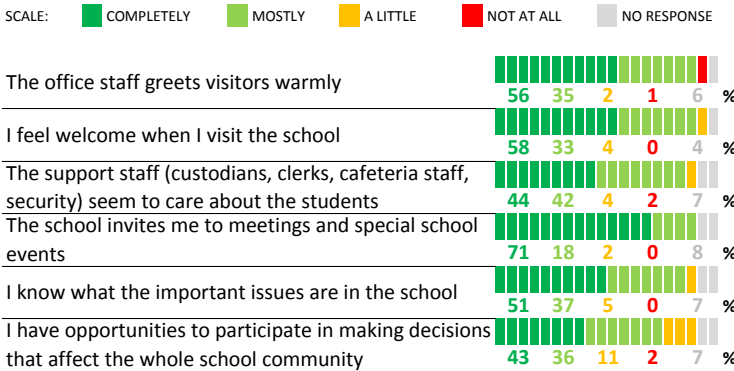 SCALE: COMPLETELY MOSTLY A LITTLE NOT AT ALL NO RESPONSE
The office staff greets visitors warmly
56 35 2 1 6 %
I feel welcome when I visit the school
58 33 4 0 4 %
The support staff (custodians, clerks, cafeteria staff,
security) seem to care about the students
44 42 4 2 7 %
The school invites me to meetings and special school
events
71 18 2 0 8 %
I know what the important issues are in the school
51 37 5 0 7 %
I have opportunities to participate in making decisions
that affect the whole school community
43 36 11 2 7 %